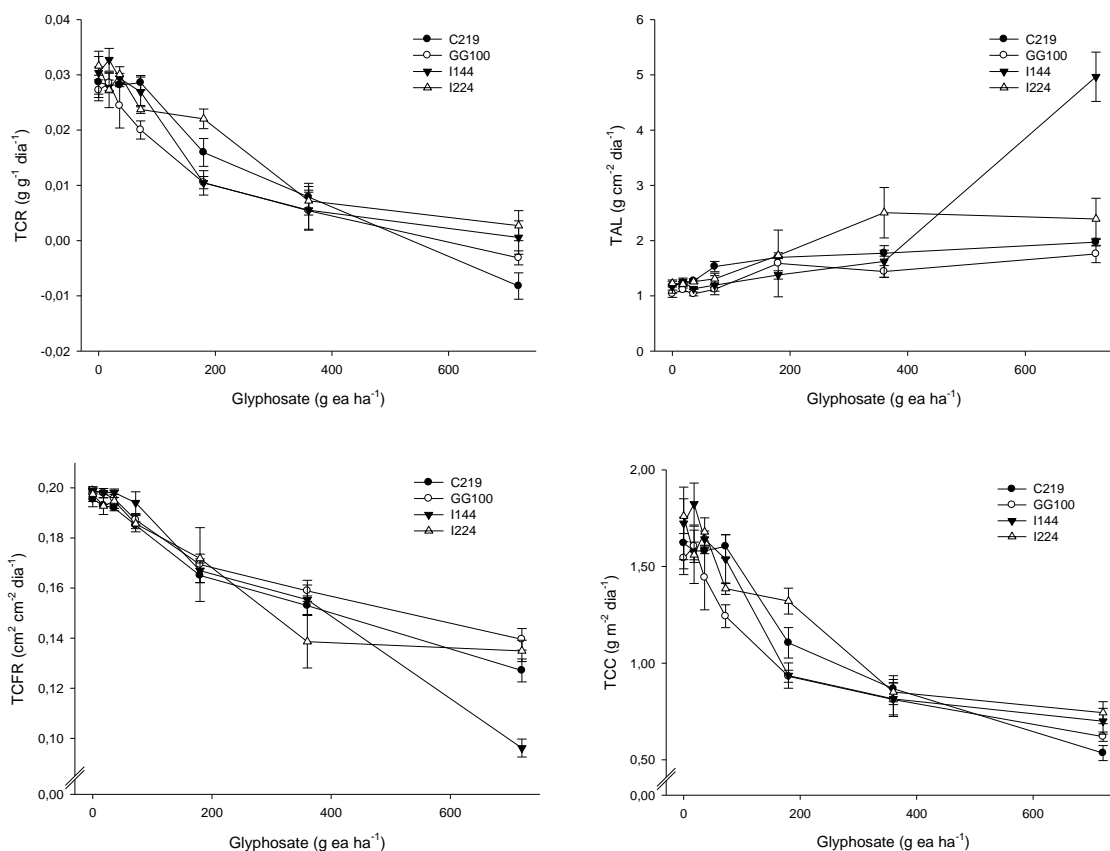 0,04
0,03
0,02
0,01
0,00
-0,01
-0,02
TCR (g g⁻¹ dia⁻¹)
C219
GG100
I144
I224
0 200 400 600
Glyphosate (g ea ha⁻¹)
6
5
4
3
2
1
0
TAL (g cm⁻² dia⁻¹)
C219
GG100
I144
I224
0 200 400 600
Glyphosate (g ea ha⁻¹)
0,20
0,18
0,16
0,14
0,12
0,10
0,00
TCFR (cm² cm⁻² dia⁻¹)
C219
GG100
I144
I224
0 200 400 600
Glyphosate (g ea ha⁻¹)
2,00
1,50
1,00
0,50
0,00
TCC (g m⁻² dia⁻¹)
C219
GG100
I144
I224
0 200 400 600
Glyphosate (g ea ha⁻¹)